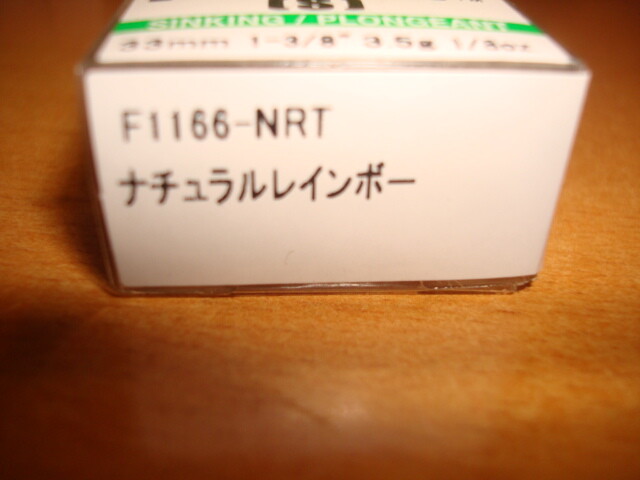 [S]
SINKING / PLONGEANT
33mm 1-3/8" 3.5g 1/8oz
F1166-NRT
ナチュラルレインボー